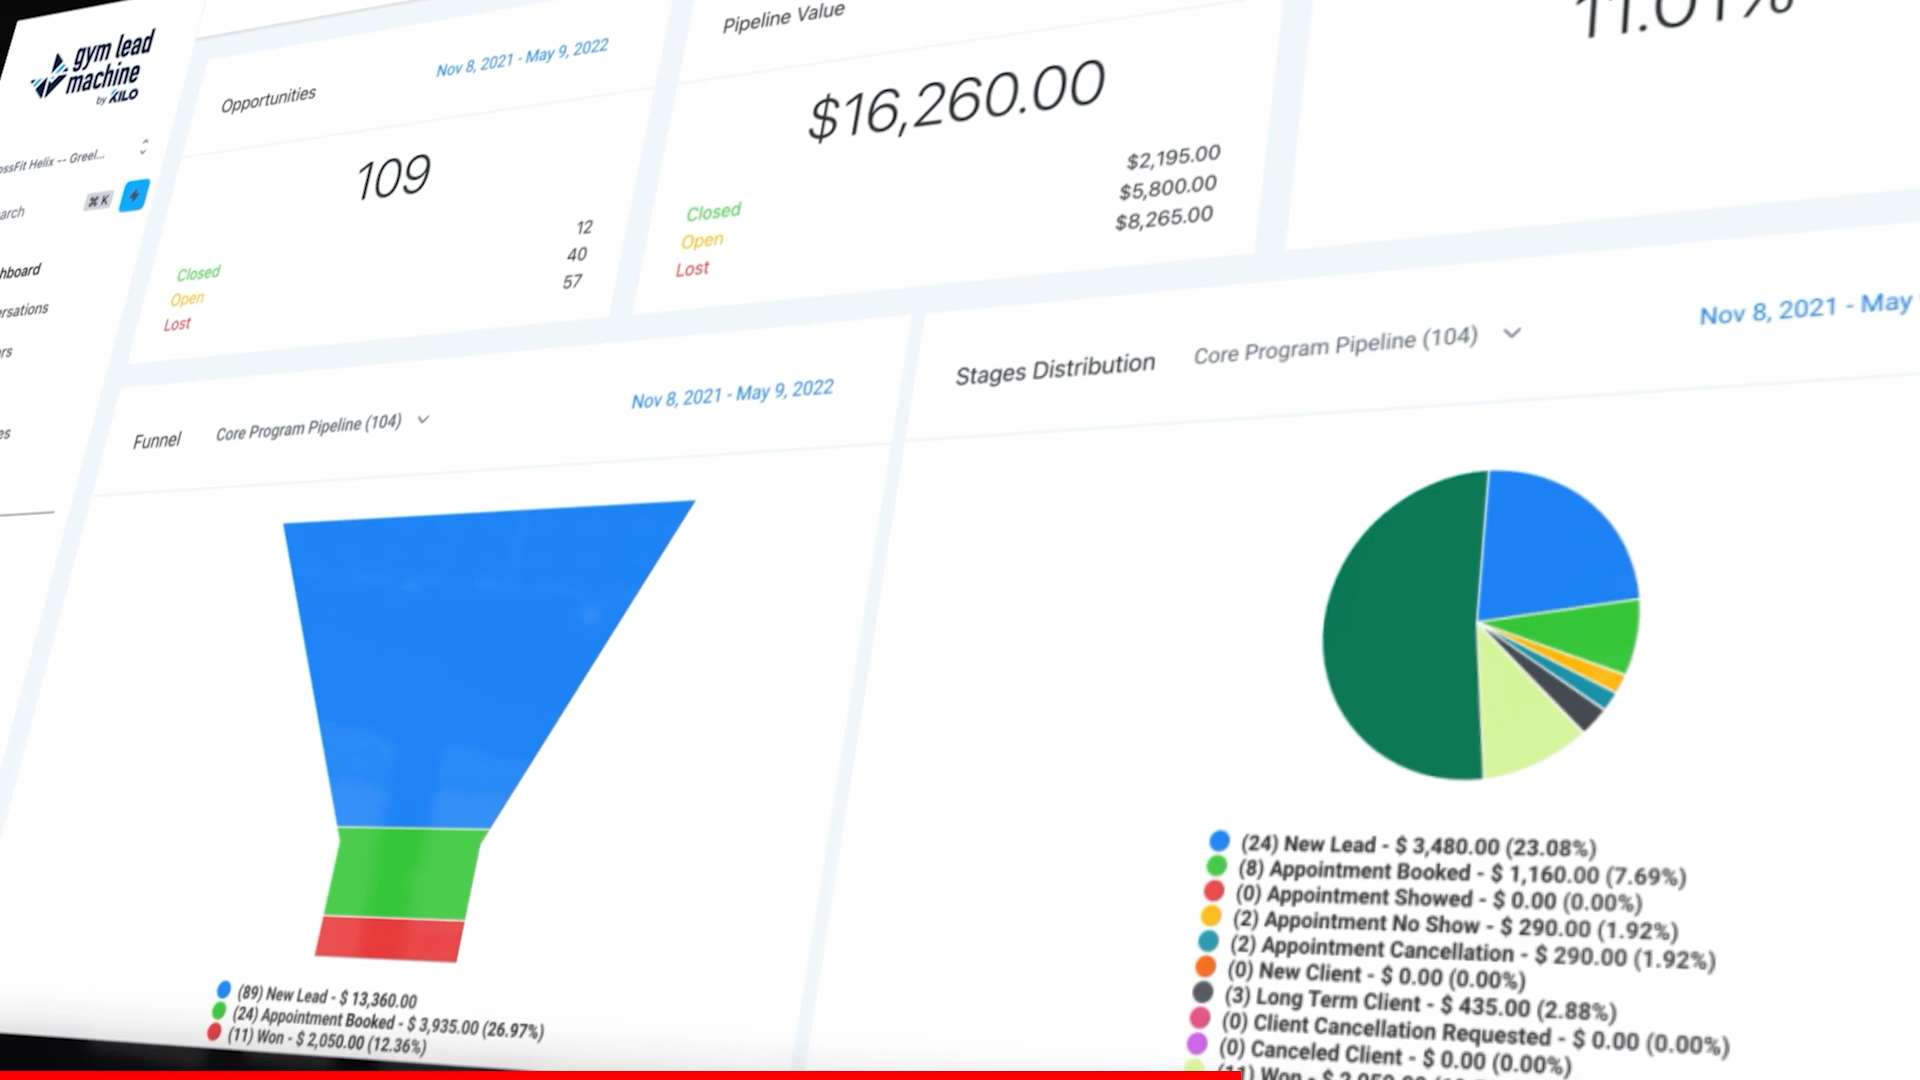 gym lead
machine
by KILO
Greel...
⌘ K
Opportunities
Nov 8, 2021 - May 9, 2022
109
Closed 12
Open 40
Lost 57
Pipeline Value
$16,260.00
Closed $2,195.00
Open $5,800.00
Lost $8,265.00
Funnel
Core Program Pipeline (104)
Nov 8, 2021 - May 9, 2022
(89) New Lead - $ 13,360.00
(24) Appointment Booked - $ 3,935.00 (26.97%)
(11) Won - $ 2,050.00 (12.36%)
Stages Distribution
Core Program Pipeline (104)
Nov 8, 2021 - May
(24) New Lead - $ 3,480.00 (23.08%)
(8) Appointment Booked - $ 1,160.00 (7.69%)
(0) Appointment Showed - $ 0.00 (0.00%)
(2) Appointment No Show - $ 290.00 (1.92%)
(2) Appointment Cancellation - $ 290.00 (1.92%)
(0) New Client - $ 0.00 (0.00%)
(3) Long Term Client - $ 435.00 (2.88%)
(0) Client Cancellation Requested - $ 0.00 (0.00%)
(0) Canceled Client - $ 0.00 (0.00%)
(11) Won - $ 2,050